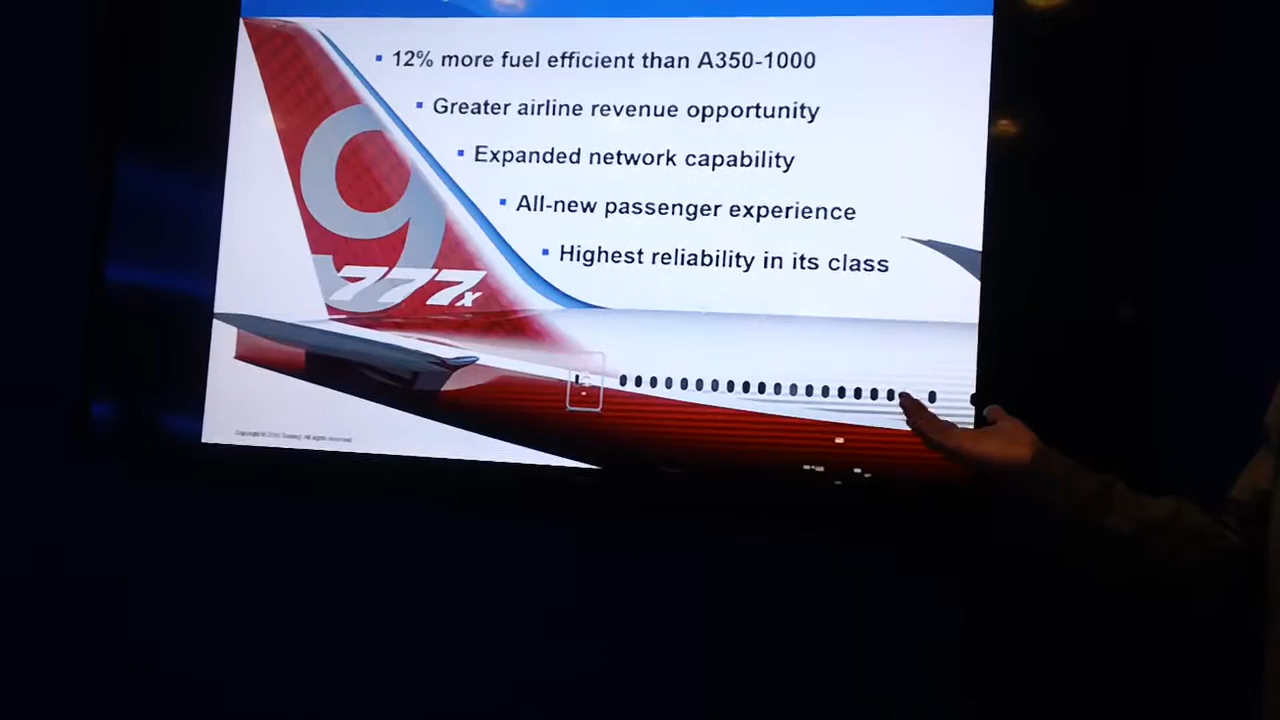 ▪ 12% more fuel efficient than A350-1000
▪ Greater airline revenue opportunity
▪ Expanded network capability
▪ All-new passenger experience
▪ Highest reliability in its class
9
777x